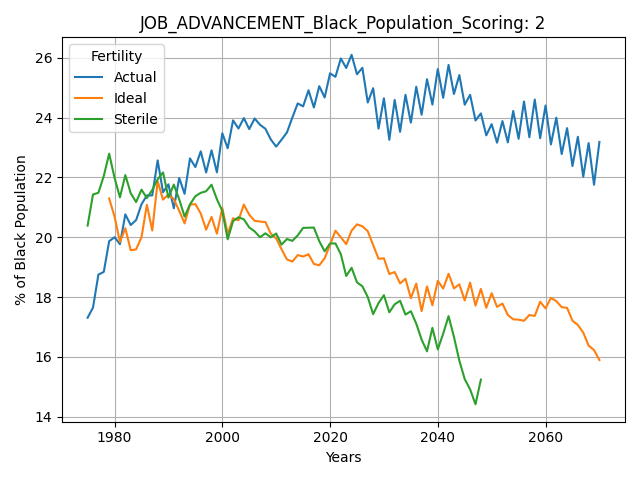 JOB_ADVANCEMENT_Black_Population_Scoring: 2
Fertility
Actual
Ideal
Sterile
% of Black Population
26
24
22
20
18
16
14
1980 2000 2020 2040 2060
Years